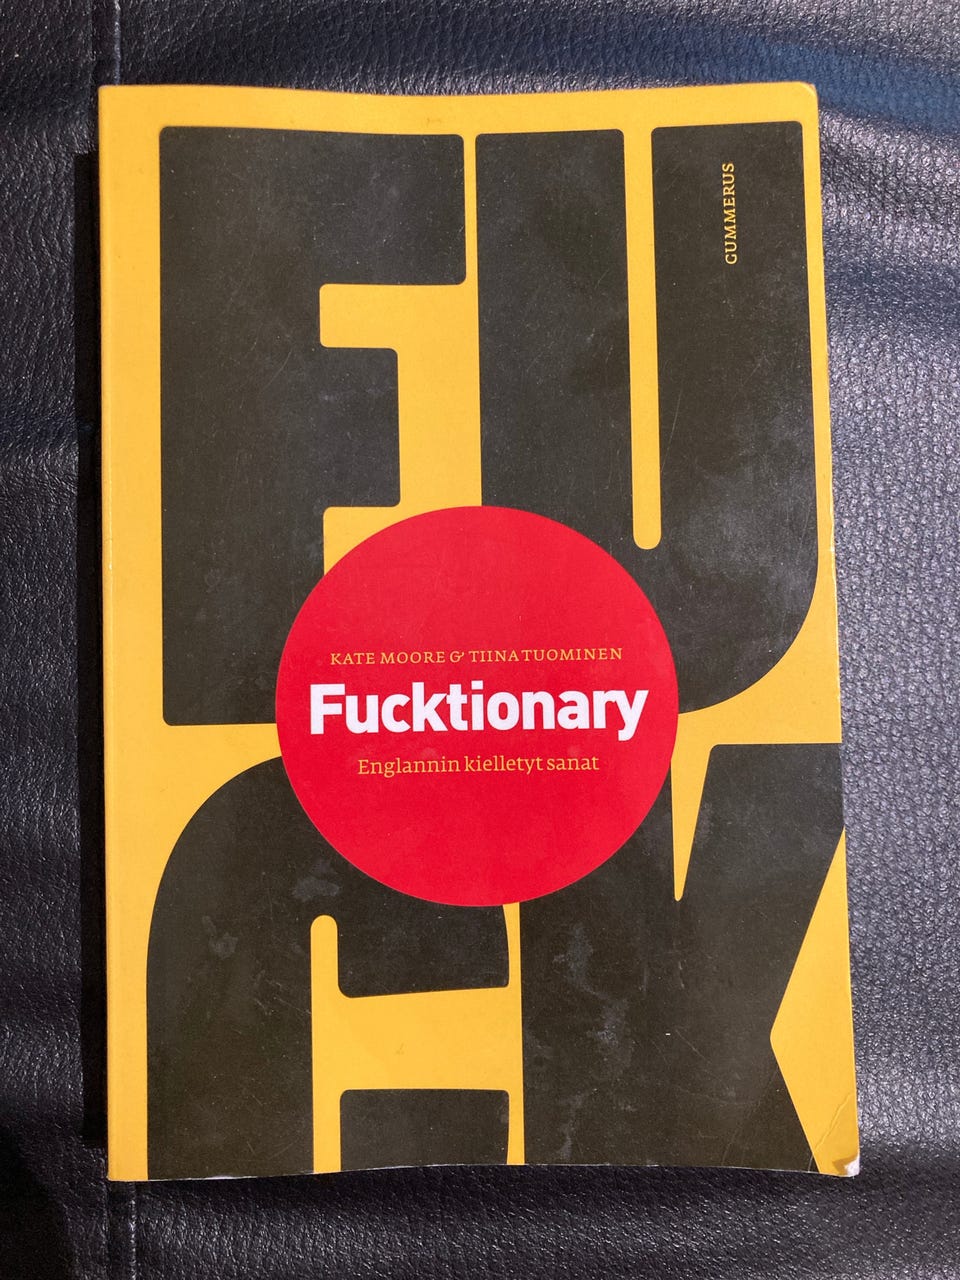 FU
GUMMERUS
KATE MOORE & TIINA TUOMINEN
Fucktionary
Englannin kielletyt sanat
CK